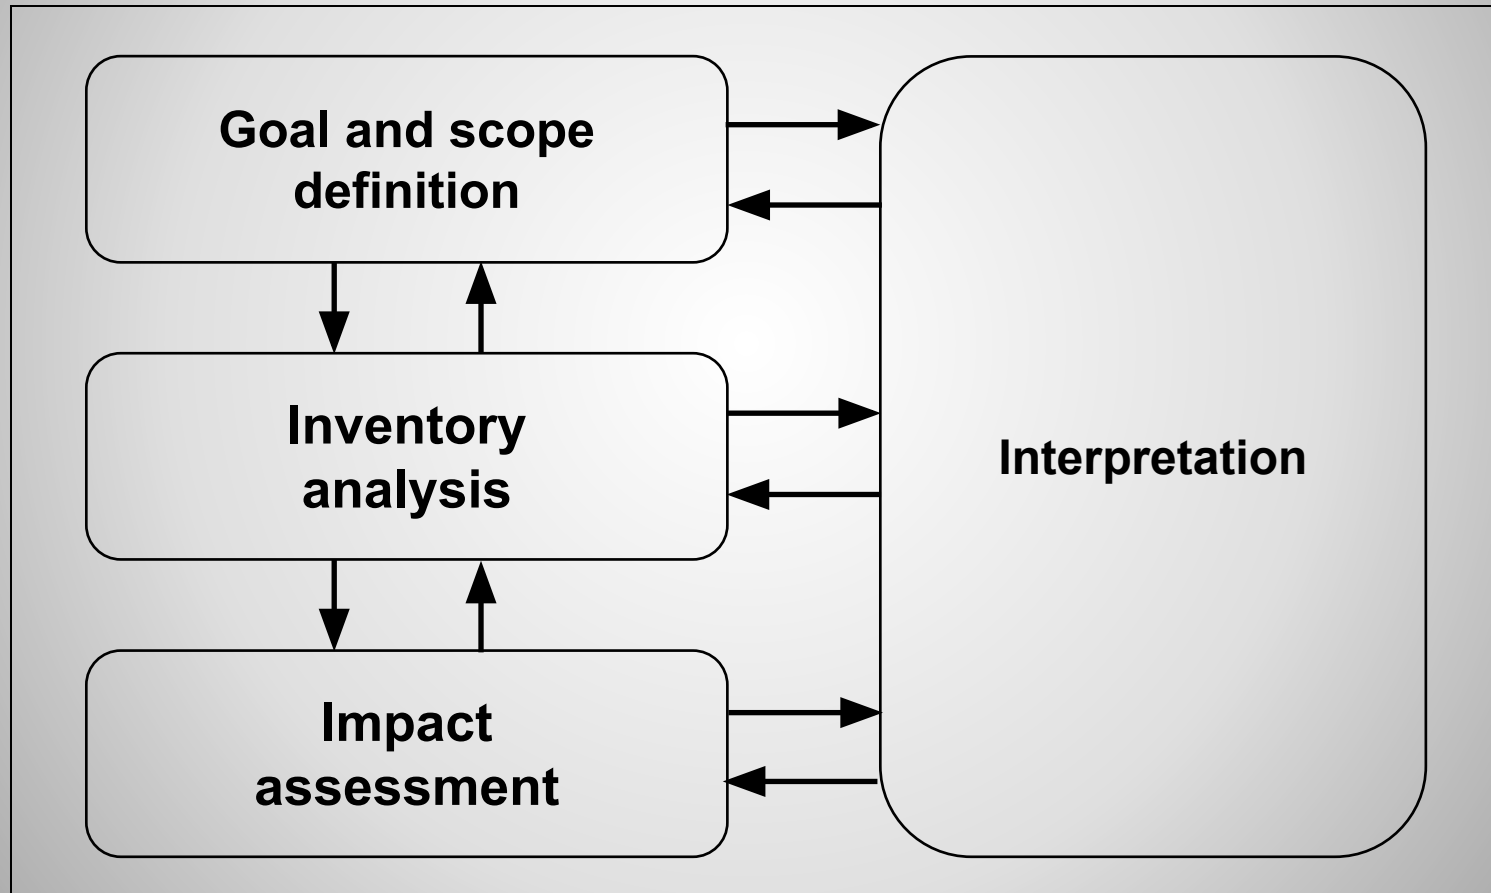 Goal and scope
definition
Inventory
analysis
Interpretation
Impact
assessment